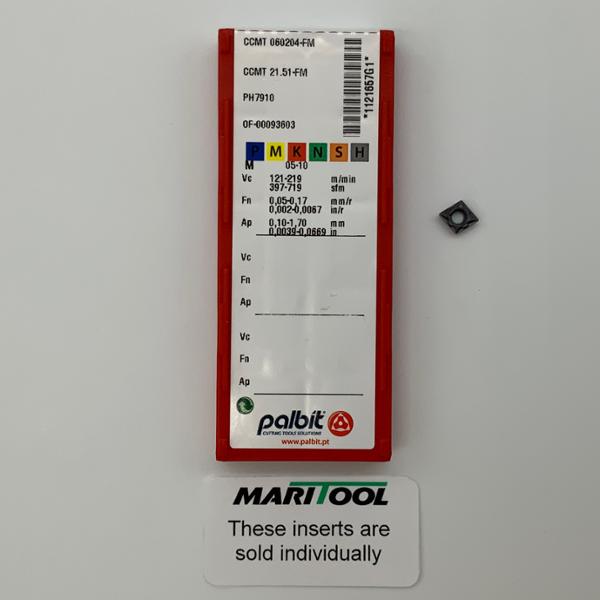 CCMT 060204-FM
CCMT 21.51-FM
PH7910
OF-00093603
*1121657G1*
P M K N S H
M 05-10
Vc 121-219 m/min
397-719 sfm
Fn 0,05-0,17 mm/r
0,002-0,0067 in/r
Ap 0,10-1,70 mm
0,0039-0,0669 in
Vc
Fn
Ap
Vc
Fn
Ap
palbit
CUTTING TOOLS SOLUTIONS
www.palbit.pt
MARITOOL
These inserts are
sold individually